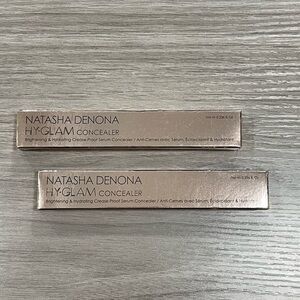 NATASHA DENONA
HY-GLAM CONCEALER
Brightening & Hydrating Crease-Proof Serum Concealer / Anti-Cernes avec Sérum, Éclaircissant & Hydratant
NATASHA DENONA
HY-GLAM CONCEALER
Brightening & Hydrating Crease-Proof Serum Concealer / Anti-Cernes avec Sérum, Éclaircissant & Hydratant